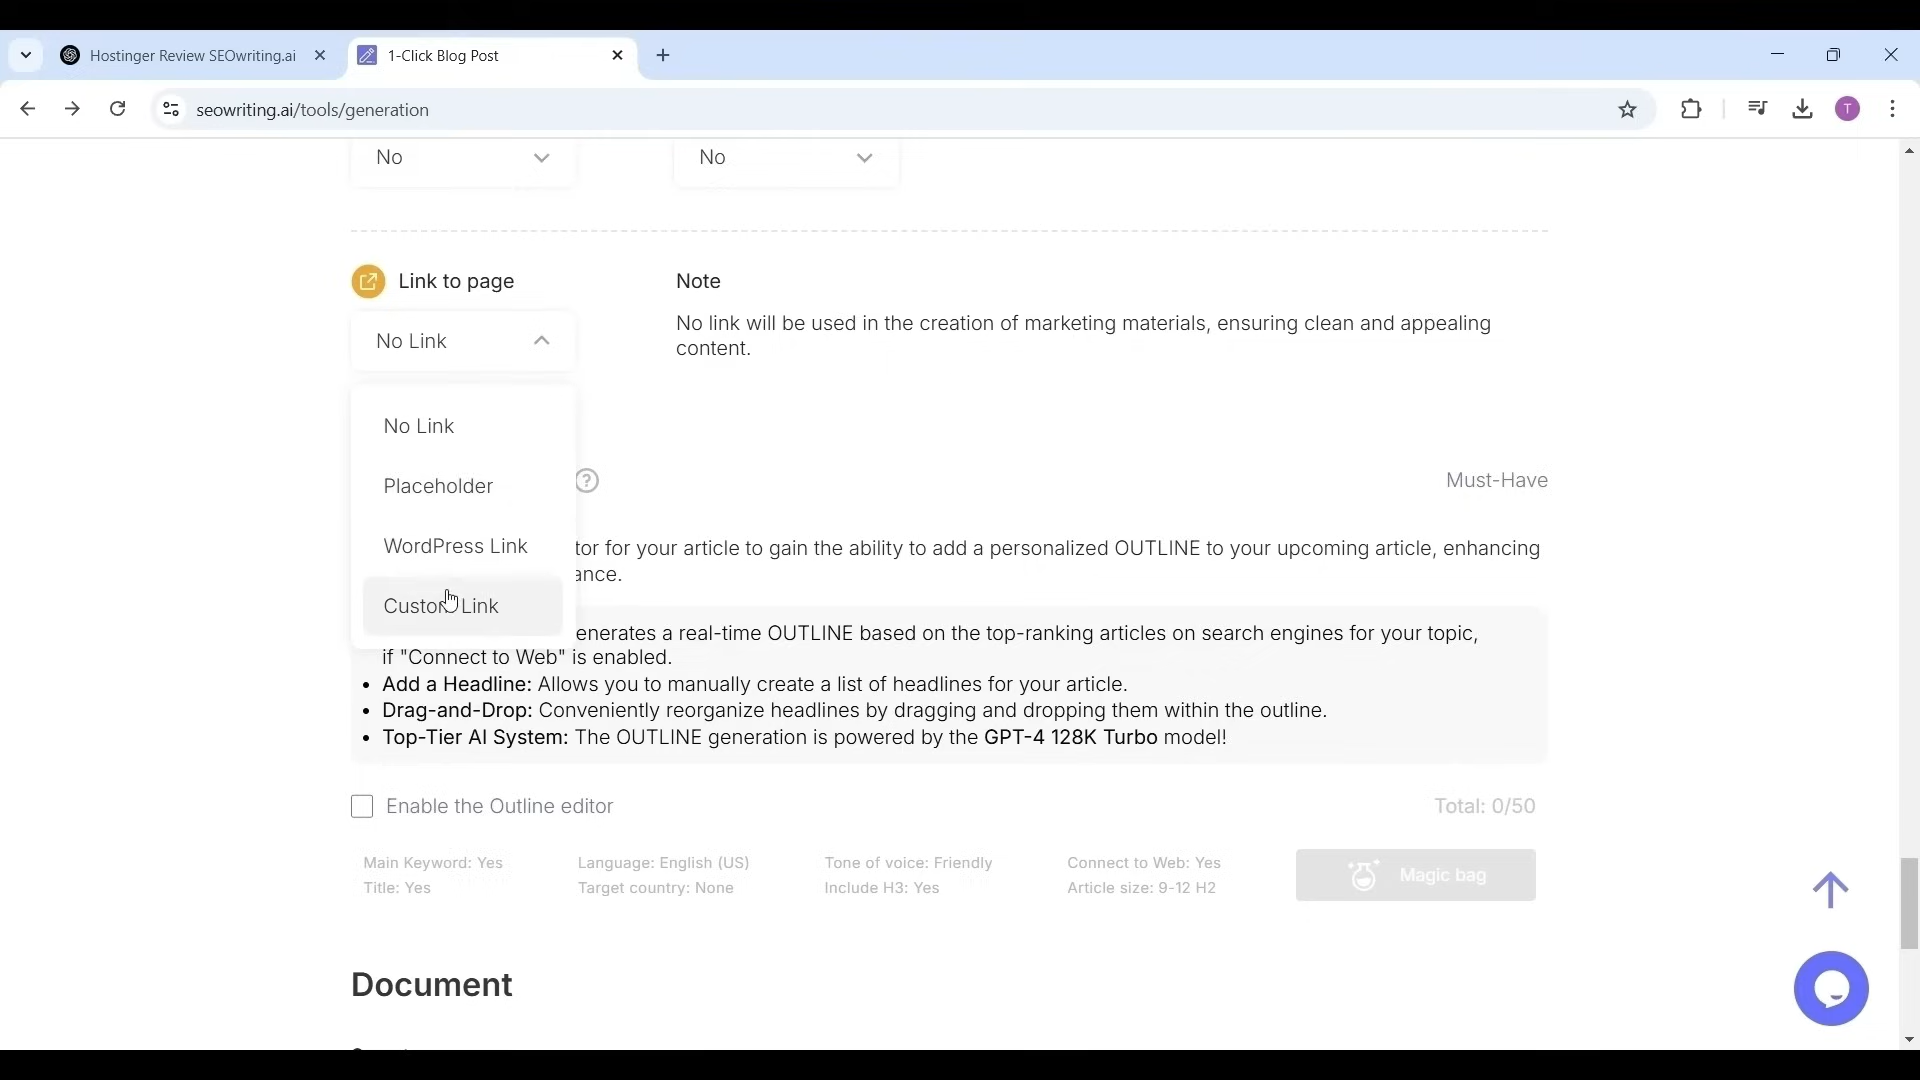 Hostinger Review SEOwriting.ai
1-Click Blog Post
seowriting.ai/tools/generation
T
No
No
Link to page
Note
No Link
No link will be used in the creation of marketing materials, ensuring clean and appealing
content.
No Link
Placeholder
?
Must-Have
WordPress Link
tor for your article to gain the ability to add a personalized OUTLINE to your upcoming article, enhancing
ance.
Custom Link
enerates a real-time OUTLINE based on the top-ranking articles on search engines for your topic,
if "Connect to Web" is enabled.
• Add a Headline: Allows you to manually create a list of headlines for your article.
• Drag-and-Drop: Conveniently reorganize headlines by dragging and dropping them within the outline.
• Top-Tier AI System: The OUTLINE generation is powered by the GPT-4 128K Turbo model!
Enable the Outline editor
Total: 0/50
Main Keyword: Yes
Language: English (US)
Tone of voice: Friendly
Connect to Web: Yes
Title: Yes
Target country: None
Include H3: Yes
Article size: 9-12 H2
Magic bag
Document